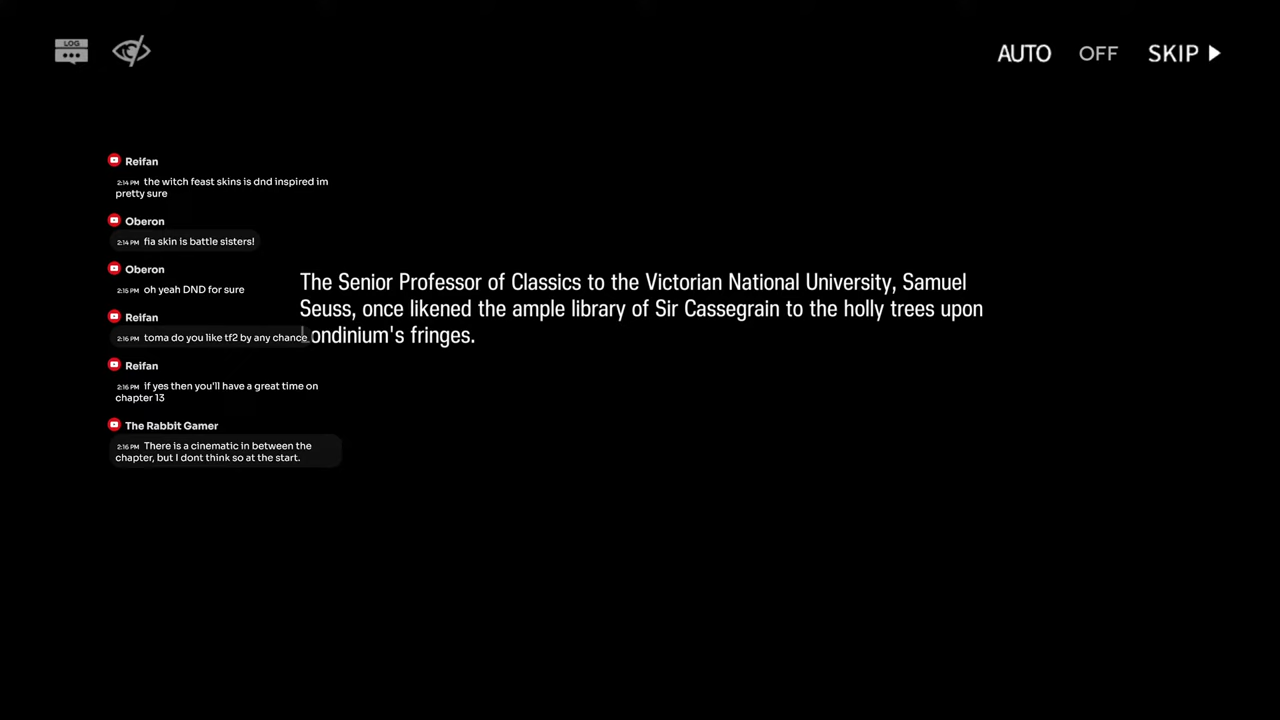 LOG
AUTO OFF SKIP
Reifan
2:14 PM the witch feast skins is dnd inspired im
pretty sure
Oberon
2:14 PM fia skin is battle sisters!
Oberon
2:15 PM oh yeah DND for sure
Reifan
2:16 PM toma do you like tf2 by any chance
Reifan
2:16 PM if yes then you'll have a great time on
chapter 13
The Rabbit Gamer
2:16 PM There is a cinematic in between the
chapter, but I dont think so at the start.
The Senior Professor of Classics to the Victorian National University, Samuel
Seuss, once likened the ample library of Sir Cassegrain to the holly trees upon
Londinium's fringes.